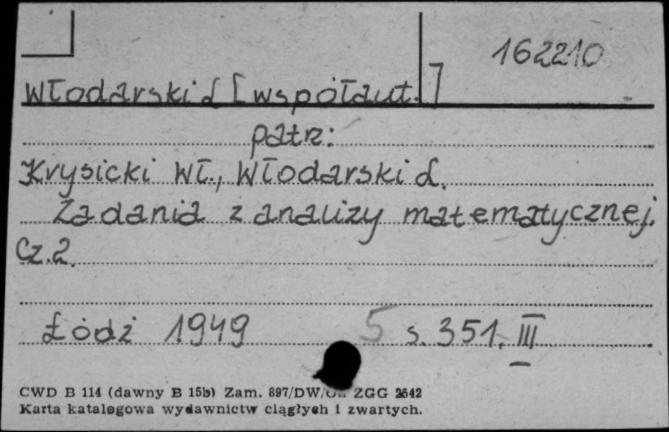 162210
Włodarski L [współaut.]
patrz:
Krysicki Wł., Włodarski L.
Zadania z analizy matematycznej.
Cz.2.
Łódź 1949 5 s. 351, III
CWD B 114 (dawny B 15b) Zam. 897/DW/ ZGG 2542
Karta katalogowa wydawnictw ciągłych i zwartych.